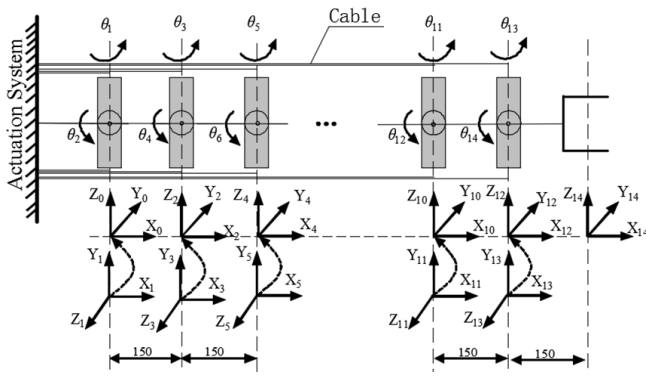 θ1 θ3 θ5 Cable θ11 θ13
Actuation System
θ2 θ4 θ6 ... θ12 θ14
Z0 Y0 Z2 Y2 Z4 Y4 Z10 Y10 Z12 Y12 Z14 Y14
X0 X2 X4 X10 X12 X14
Y1 Y3 Y5 Y11 Y13
X1 X3 X5 X11 X13
Z1 Z3 Z5 Z11 Z13
150 150 150 150